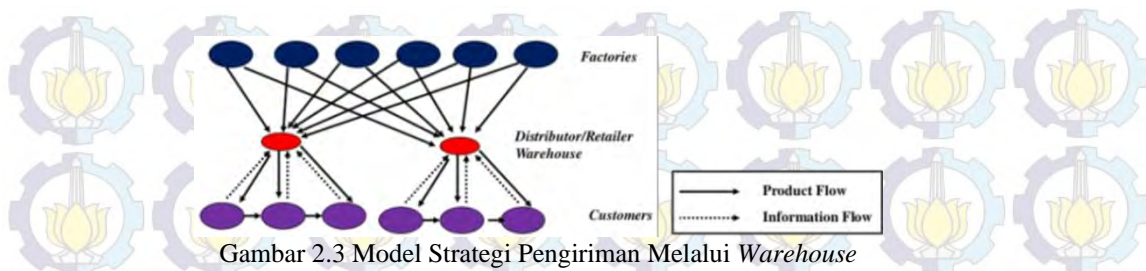 Factories
Distributor/Retailer
Warehouse
Customers
Product Flow
Information Flow
Gambar 2.3 Model Strategi Pengiriman Melalui Warehouse